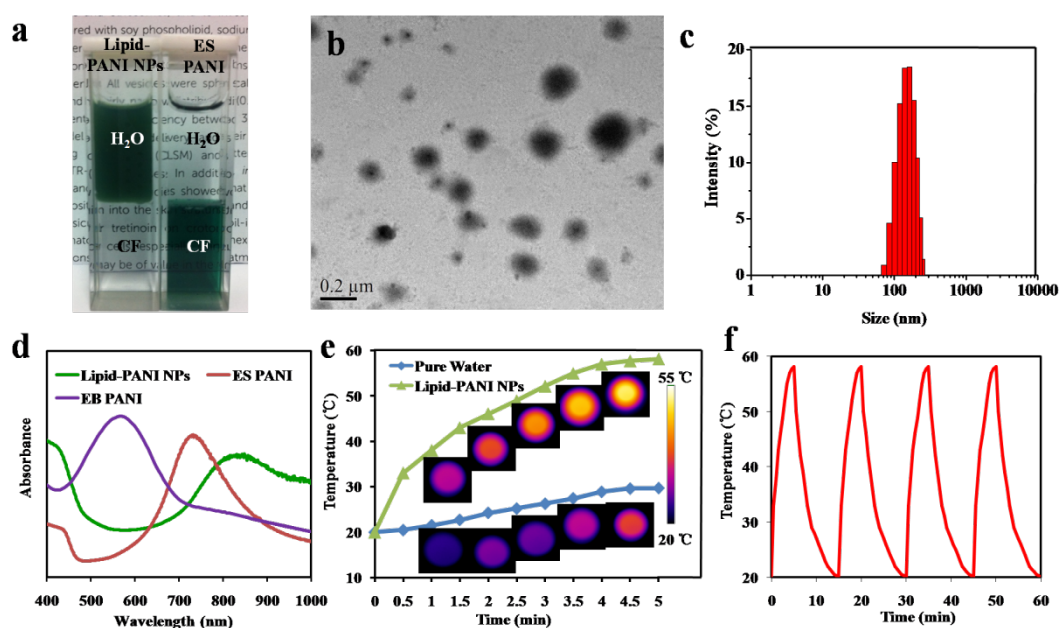 a
Lipid-
PANI NPs
ES
PANI
H₂O
H₂O
CF
CF
b
0.2 μm
c
20
15
10
5
0
Intensity (%)
1 10 100 1000 10000
Size (nm)
d
Lipid-PANI NPs
ES PANI
EB PANI
Absorbance
400 500 600 700 800 900 1000
Wavelength (nm)
e
60
50
40
30
20
10
Temperature (℃)
Pure Water
Lipid-PANI NPs
55 ℃
20 ℃
0 0.5 1 1.5 2 2.5 3 3.5 4 4.5 5
Time (min)
f
60
50
40
30
20
Temperature (℃)
0 10 20 30 40 50 60
Time (min)